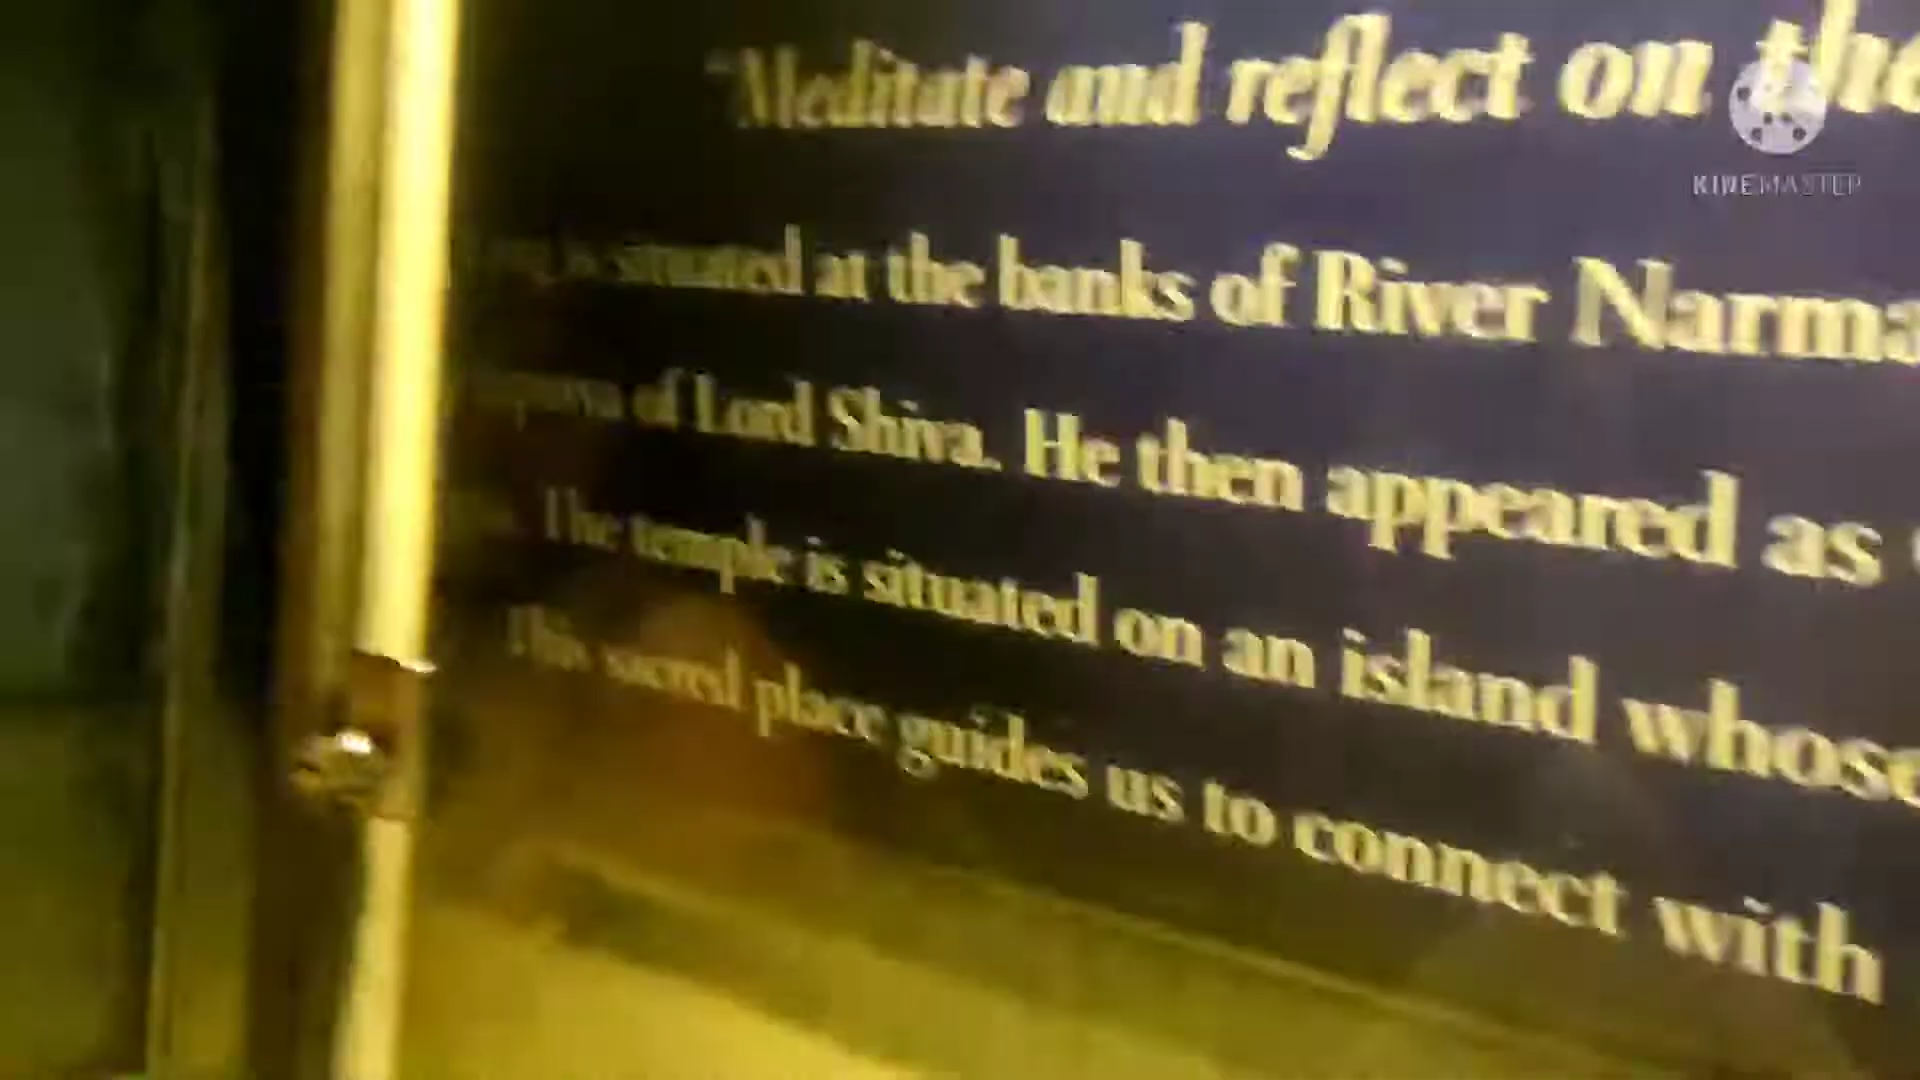 "Meditate and reflect on the
KINEMASTER
is situated at the banks of River Narma
of Lord Shiva. He then appeared as
The temple is situated on an island whose
This sacred place guides us to connect with